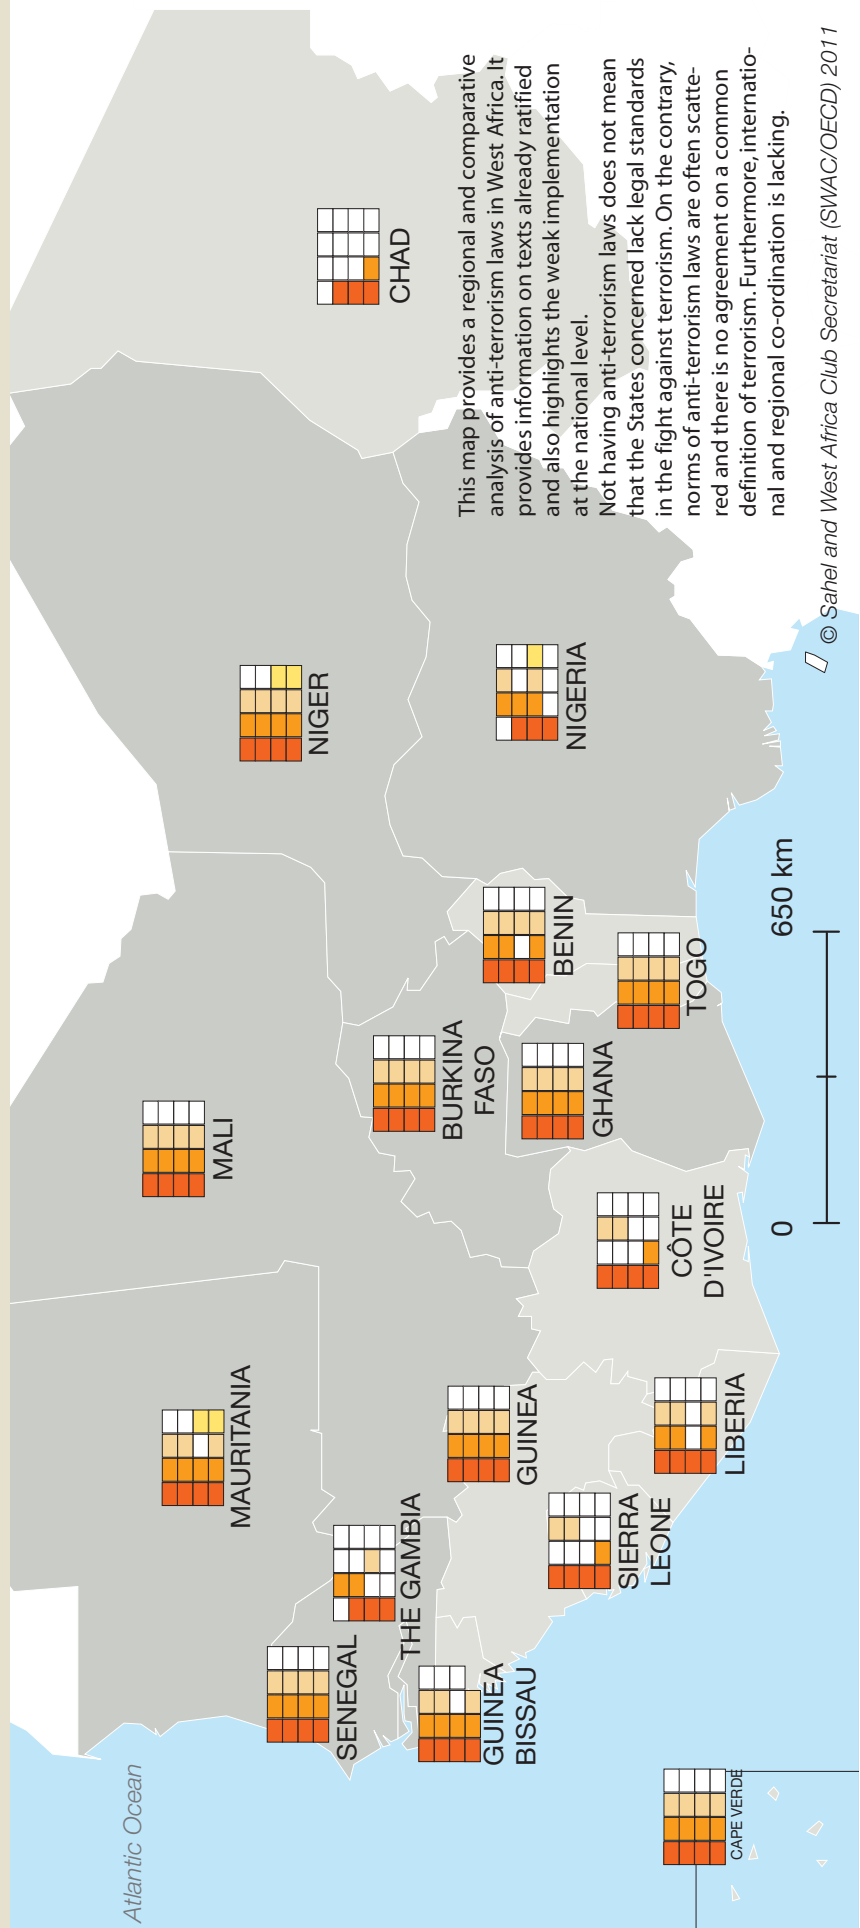 Atlantic Ocean
MAURITANIA
MALI
NIGER
CHAD
SENEGAL
THE GAMBIA
GUINEA
BISSAU
GUINEA
SIERRA
LEONE
LIBERIA
CÔTE
D'IVOIRE
BURKINA
FASO
GHANA
TOGO
BENIN
NIGERIA
CAPE VERDE
This map provides a regional and comparative
analysis of anti-terrorism laws in West Africa. It
provides information on texts already ratified
and also highlights the weak implementation
at the national level.
Not having anti-terrorism laws does not mean
that the States concerned lack legal standards
in the fight against terrorism. On the contrary,
norms of anti-terrorism laws are often scatte-
red and there is no agreement on a common
definition of terrorism. Furthermore, internatio-
nal and regional co-ordination is lacking.
0 650 km
© Sahel and West Africa Club Secretariat (SWAC/OECD) 2011